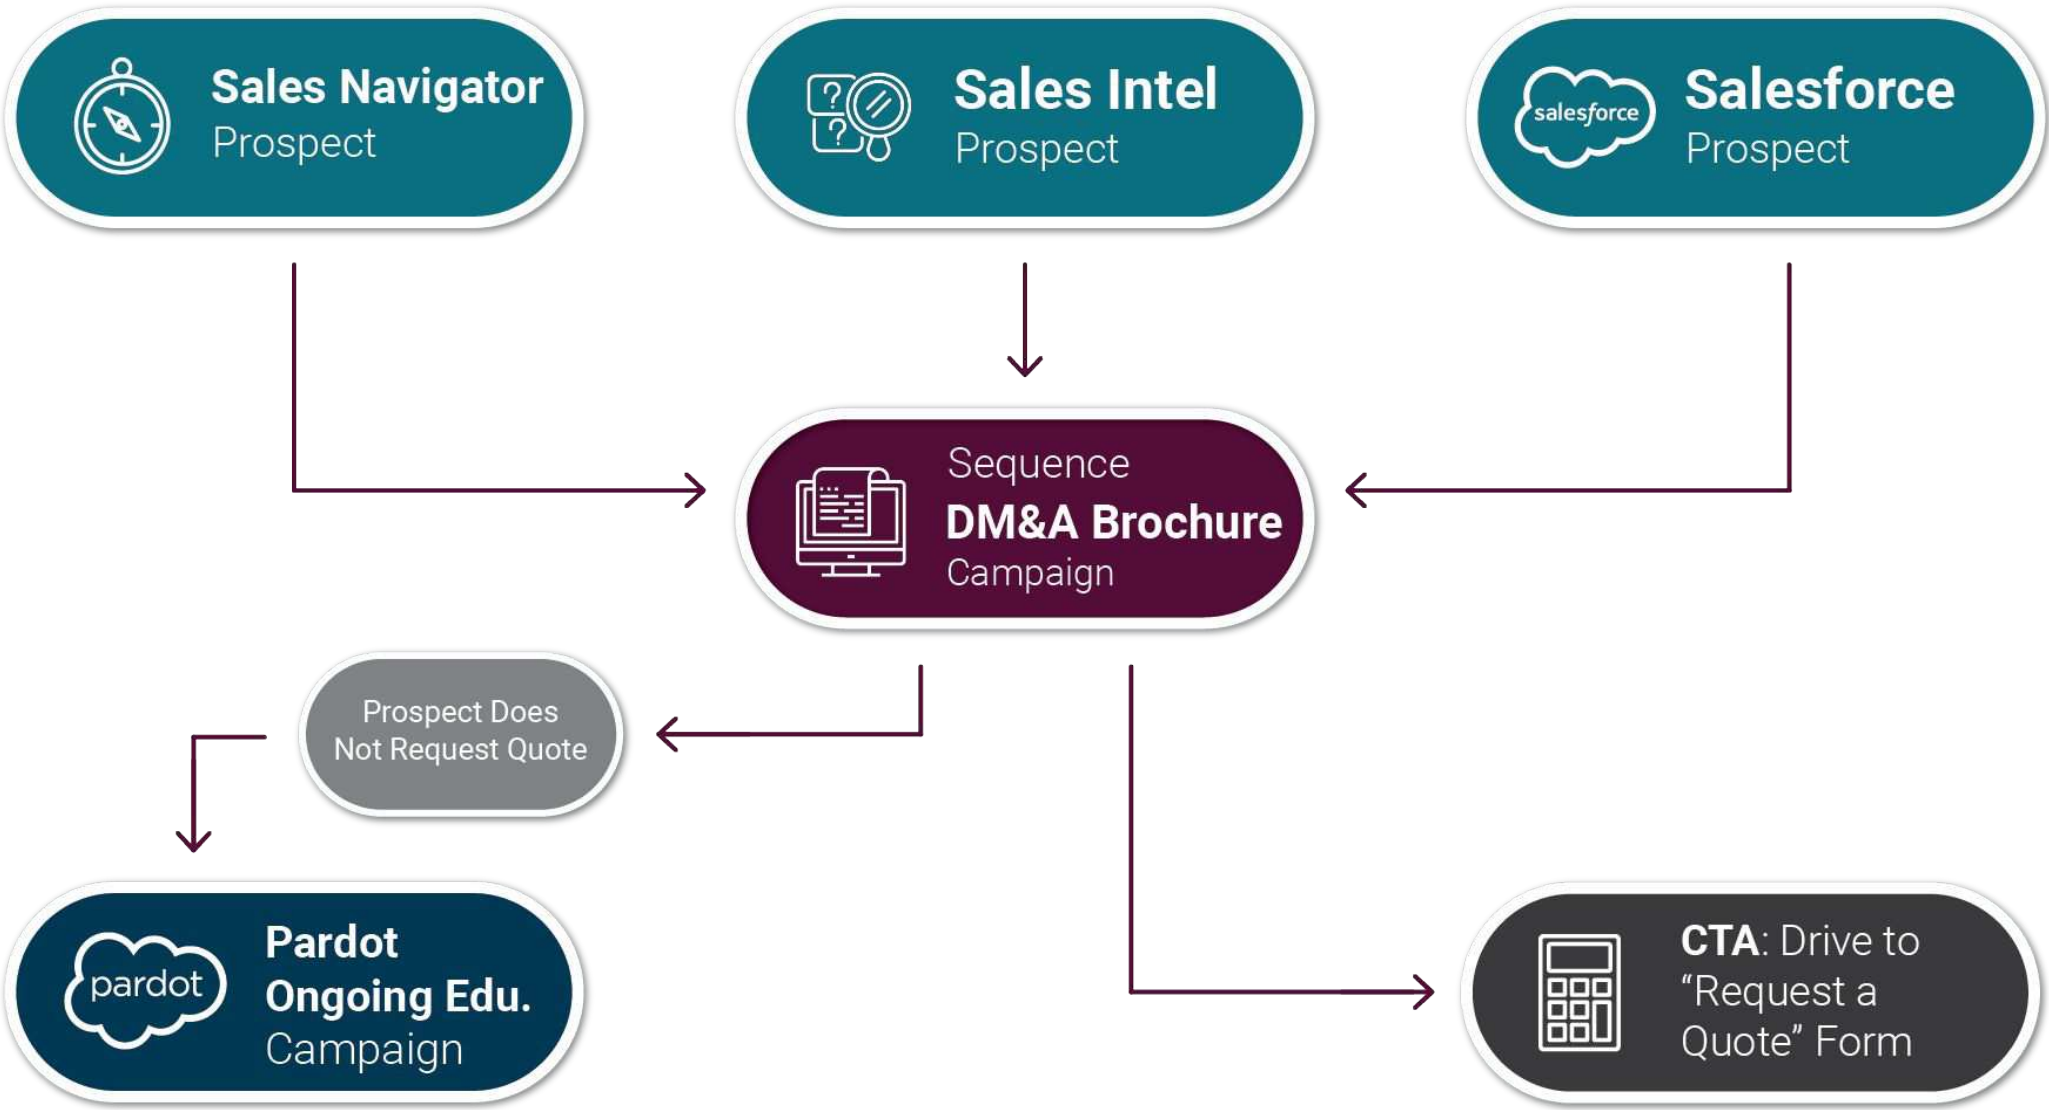 Sales Navigator
Prospect
? ?
Sales Intel
Prospect
salesforce
Salesforce
Prospect
Sequence
DM&A Brochure
Campaign
Prospect Does
Not Request Quote
pardot
Pardot
Ongoing Edu.
Campaign
CTA: Drive to
“Request a
Quote” Form